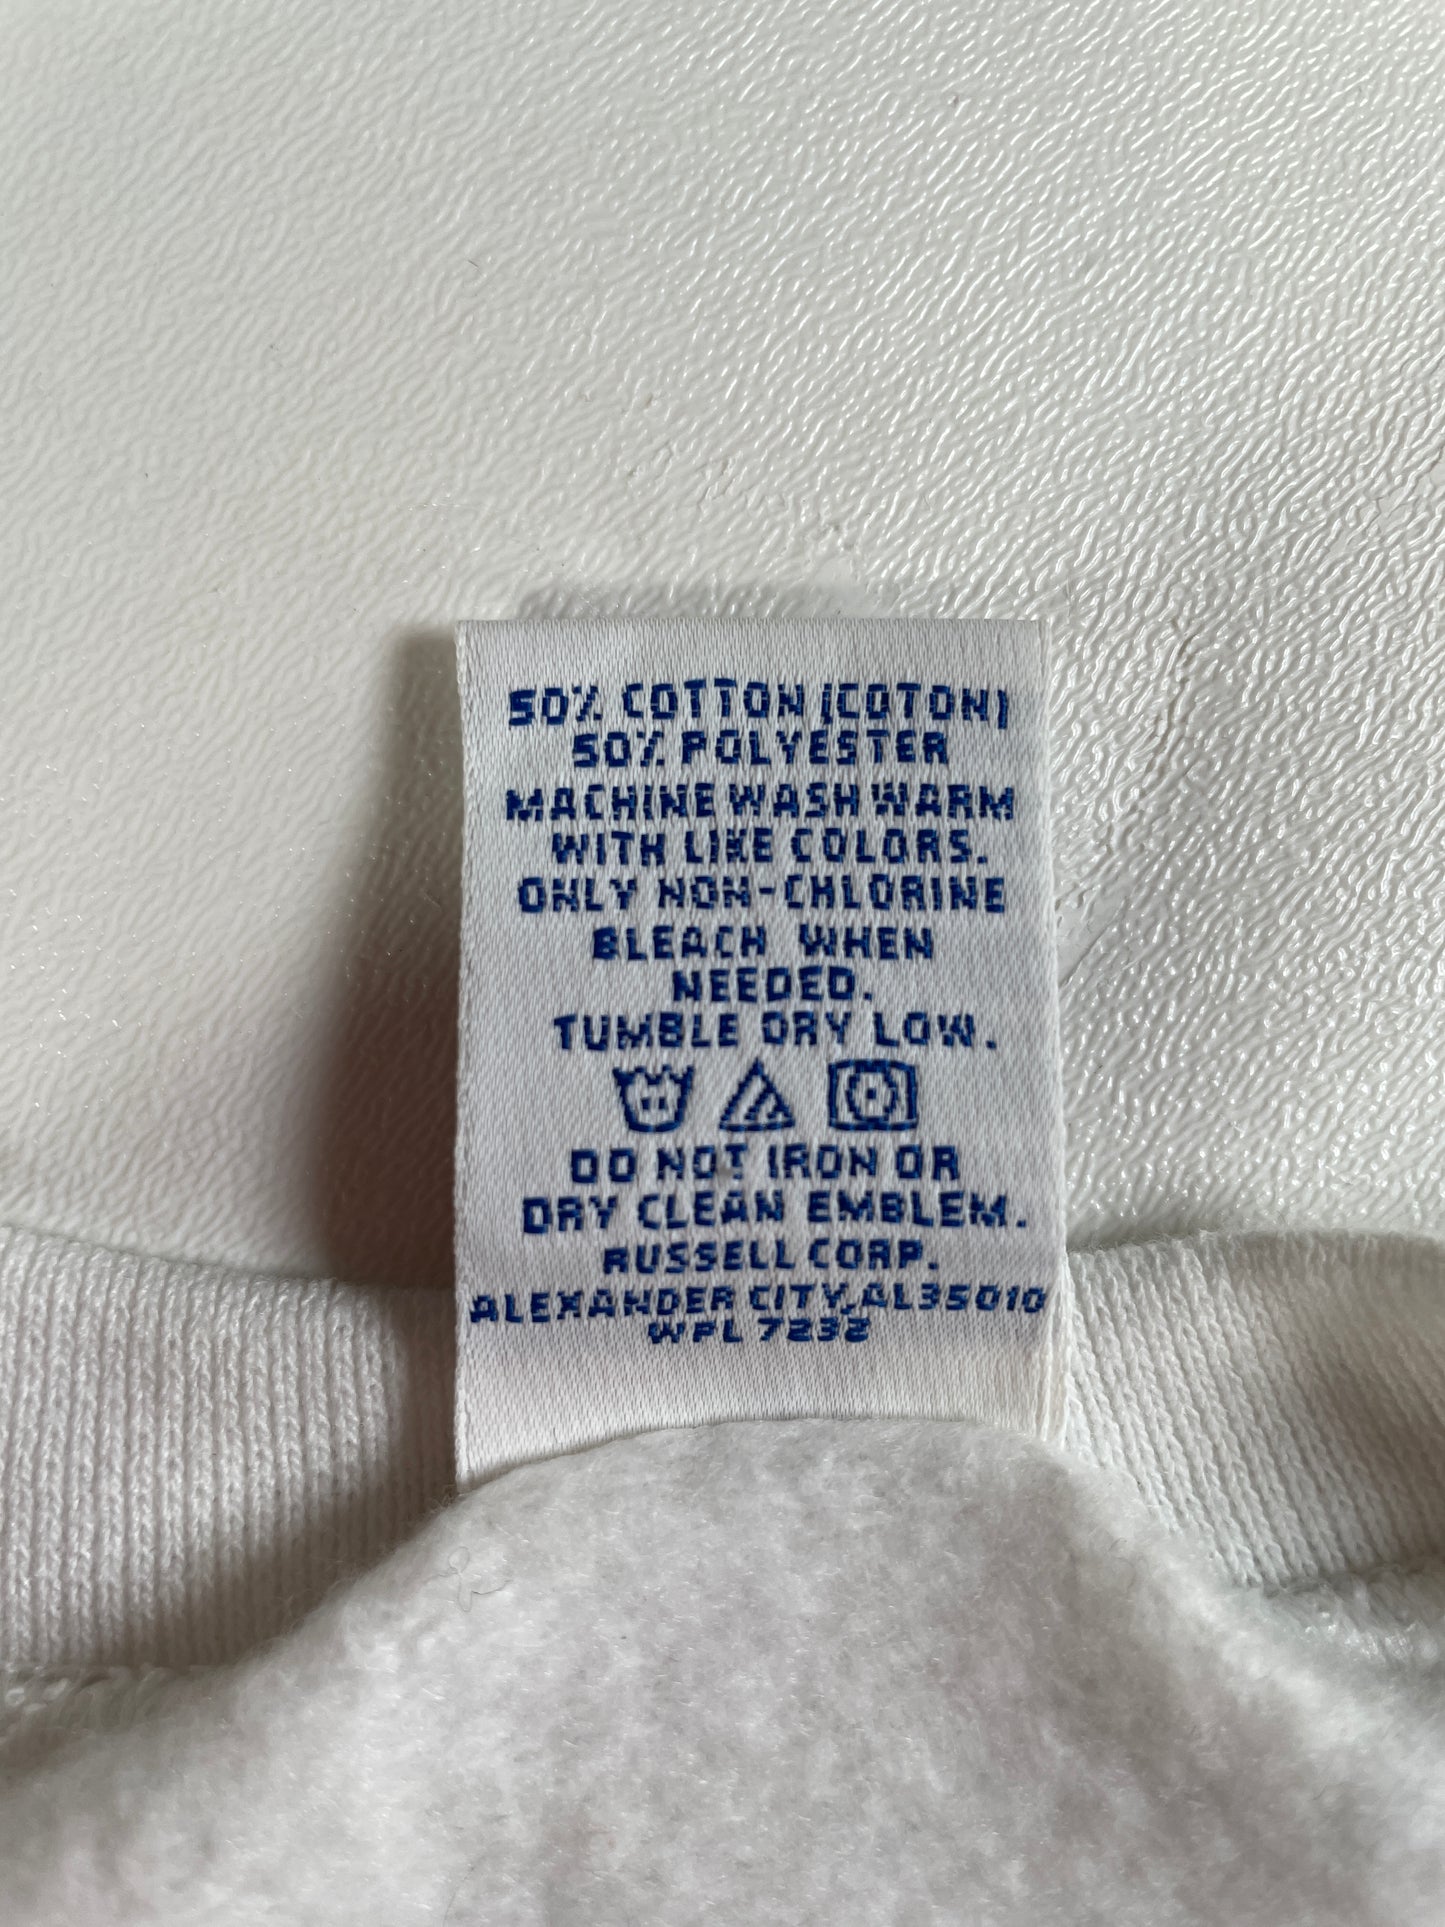 50% COTTON (COTON)
50% POLYESTER
MACHINE WASH WARM
WITH LIKE COLORS.
ONLY NON-CHLORINE
BLEACH WHEN
NEEDED.
TUMBLE DRY LOW.
DO NOT IRON OR
DRY CLEAN EMBLEM.
RUSSELL CORP.
ALEXANDER CITY, AL35010
WPL 7232